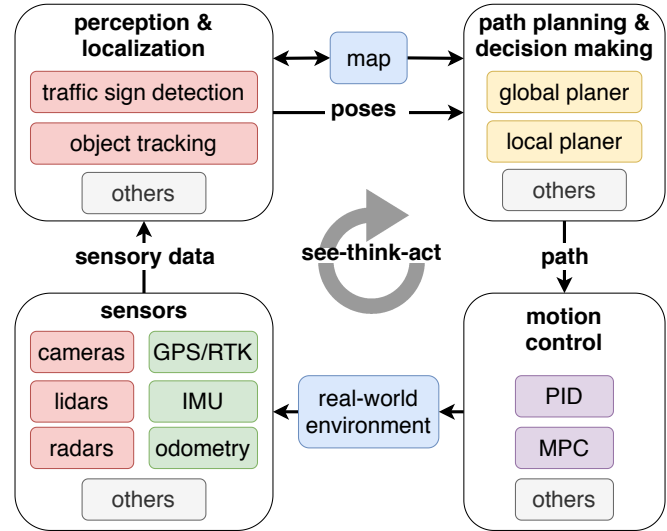 perception &
localization
traffic sign detection
object tracking
others
map
poses
path planning &
decision making
global planer
local planer
others
sensory data
see-think-act
path
sensors
cameras
GPS/RTK
lidars
IMU
radars
odometry
others
real-world
environment
motion
control
PID
MPC
others